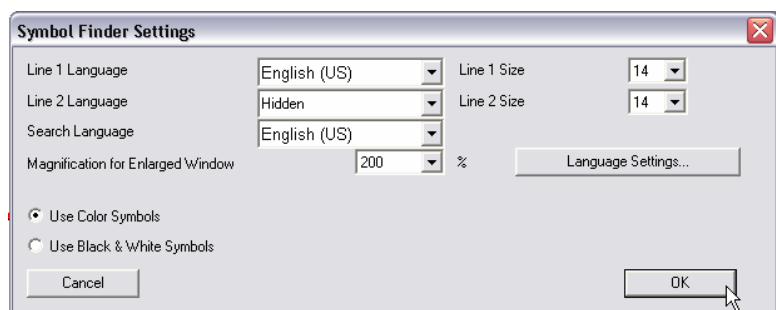 Symbol Finder Settings
Line 1 Language English (US) Line 1 Size 14
Line 2 Language Hidden Line 2 Size 14
Search Language English (US)
Magnification for Enlarged Window 200 % Language Settings...
Use Color Symbols
Use Black & White Symbols
Cancel OK